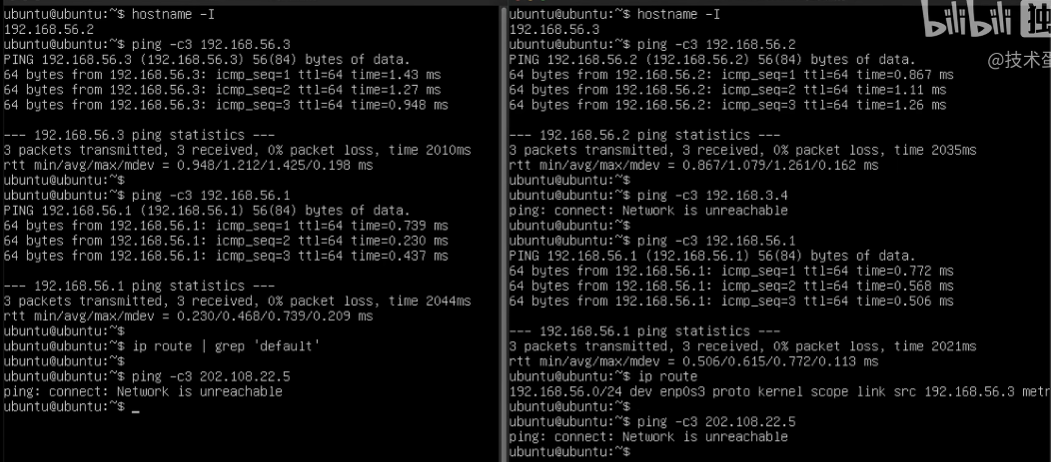 ubuntu@ubuntu:~$ hostname -I
192.168.56.2
ubuntu@ubuntu:~$ ping -c3 192.168.56.3
PING 192.168.56.3 (192.168.56.3) 56(84) bytes of data.
64 bytes from 192.168.56.3: icmp_seq=1 ttl=64 time=1.43 ms
64 bytes from 192.168.56.3: icmp_seq=2 ttl=64 time=1.27 ms
64 bytes from 192.168.56.3: icmp_seq=3 ttl=64 time=0.948 ms
--- 192.168.56.3 ping statistics ---
3 packets transmitted, 3 received, 0% packet loss, time 2010ms
rtt min/avg/max/mdev = 0.948/1.212/1.425/0.198 ms
ubuntu@ubuntu:~$
ubuntu@ubuntu:~$ ping -c3 192.168.56.1
PING 192.168.56.1 (192.168.56.1) 56(84) bytes of data.
64 bytes from 192.168.56.1: icmp_seq=1 ttl=64 time=0.739 ms
64 bytes from 192.168.56.1: icmp_seq=2 ttl=64 time=0.230 ms
64 bytes from 192.168.56.1: icmp_seq=3 ttl=64 time=0.437 ms
--- 192.168.56.1 ping statistics ---
3 packets transmitted, 3 received, 0% packet loss, time 2044ms
rtt min/avg/max/mdev = 0.230/0.468/0.739/0.209 ms
ubuntu@ubuntu:~$
ubuntu@ubuntu:~$ ip route | grep 'default'
ubuntu@ubuntu:~$
ubuntu@ubuntu:~$ ping -c3 202.108.22.5
ping: connect: Network is unreachable
ubuntu@ubuntu:~$ _
ubuntu@ubuntu:~$ hostname -I
192.168.56.3
ubuntu@ubuntu:~$ ping -c3 192.168.56.2
PING 192.168.56.2 (192.168.56.2) 56(84) bytes of data.
64 bytes from 192.168.56.2: icmp_seq=1 ttl=64 time=0.867 ms
64 bytes from 192.168.56.2: icmp_seq=2 ttl=64 time=1.11 ms
64 bytes from 192.168.56.2: icmp_seq=3 ttl=64 time=1.26 ms
--- 192.168.56.2 ping statistics ---
3 packets transmitted, 3 received, 0% packet loss, time 2035ms
rtt min/avg/max/mdev = 0.867/1.079/1.261/0.162 ms
ubuntu@ubuntu:~$
ubuntu@ubuntu:~$ ping -c3 192.168.3.4
ping: connect: Network is unreachable
ubuntu@ubuntu:~$
ubuntu@ubuntu:~$ ping -c3 192.168.56.1
PING 192.168.56.1 (192.168.56.1) 56(84) bytes of data.
64 bytes from 192.168.56.1: icmp_seq=1 ttl=64 time=0.772 ms
64 bytes from 192.168.56.1: icmp_seq=2 ttl=64 time=0.568 ms
64 bytes from 192.168.56.1: icmp_seq=3 ttl=64 time=0.506 ms
--- 192.168.56.1 ping statistics ---
3 packets transmitted, 3 received, 0% packet loss, time 2021ms
rtt min/avg/max/mdev = 0.506/0.615/0.772/0.113 ms
ubuntu@ubuntu:~$ ip route
192.168.56.0/24 dev enp0s3 proto kernel scope link src 192.168.56.3 metr
ubuntu@ubuntu:~$
ubuntu@ubuntu:~$ ping -c3 202.108.22.5
ping: connect: Network is unreachable
ubuntu@ubuntu:~$
bilibili 独
@技术蛋